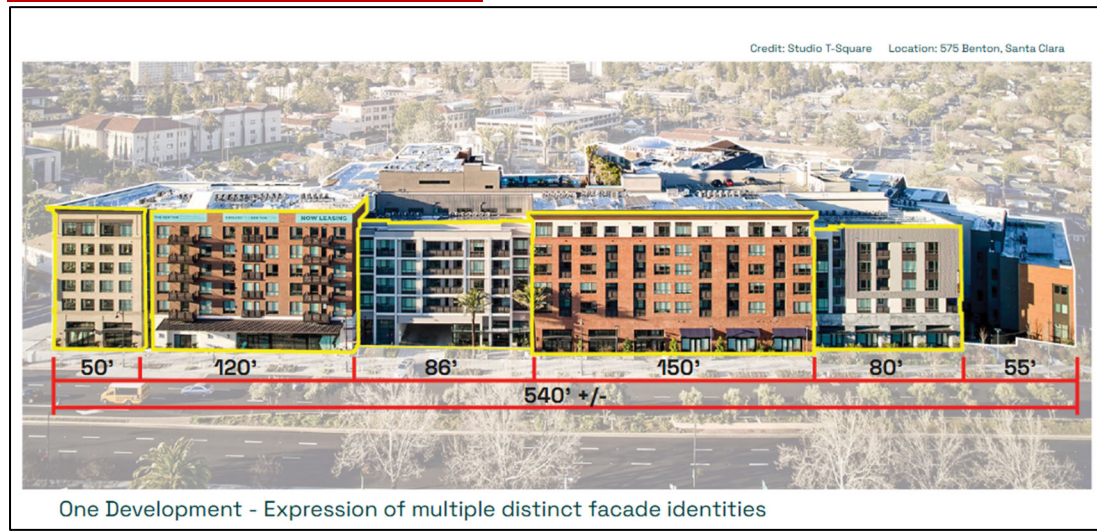 Credit: Studio T-Square Location: 575 Benton, Santa Clara
NOW LEASING
50' 120' 86' 150' 80' 55'
540' +/-
One Development - Expression of multiple distinct facade identities